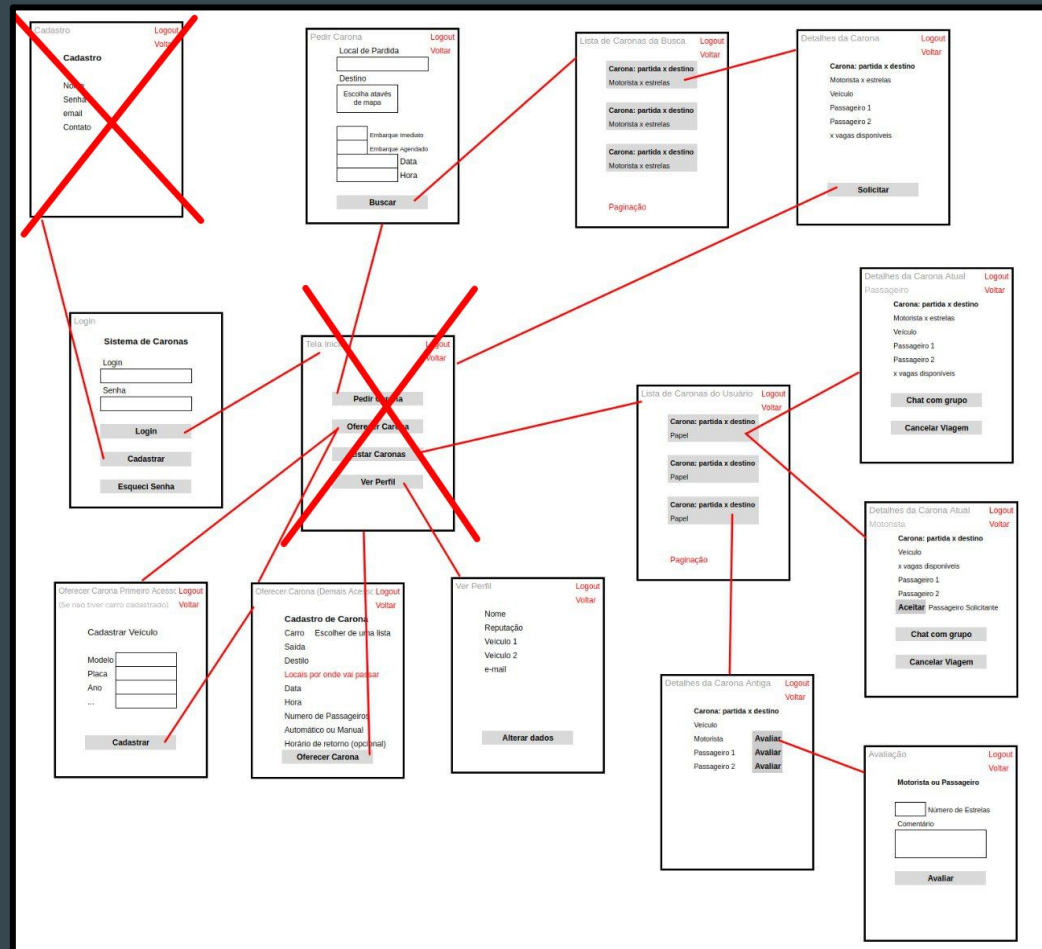 Cadastro
Logout
Voltar
Cadastro
Nome
Senha
email
Contato
Pedir Carona
Logout
Voltar
Local de Pardida
Destino
Escolha atavés
de mapa
Embarque Imediato
Embarque Agendado
Data
Hora
Buscar
Lista de Caronas da Busca
Logout
Voltar
Carona: partida x destino
Motorista x estrelas
Carona: partida x destino
Motorista x estrelas
Carona: partida x destino
Motorista x estrelas
Paginação
Detalhes da Carona
Logout
Voltar
Carona: partida x destino
Motorista x estrelas
Veículo
Passageiro 1
Passageiro 2
x vagas disponíveis
Solicitar
Login
Sistema de Caronas
Login
Senha
Login
Cadastrar
Esqueci Senha
Tela Inicial
Logout
Voltar
Pedir Carona
Oferecer Carona
Listar Caronas
Ver Perfil
Lista de Caronas do Usuário
Logout
Voltar
Carona: partida x destino
Papel
Carona: partida x destino
Papel
Carona: partida x destino
Papel
Paginação
Detalhes da Carona Atual
Logout
Passageiro
Voltar
Carona: partida x destino
Motorista x estrelas
Veículo
Passageiro 1
Passageiro 2
x vagas disponíveis
Chat com grupo
Cancelar Viagem
Detalhes da Carona Atual
Logout
Motorista
Voltar
Carona: partida x destino
Veículo
x vagas disponíveis
Passageiro 1
Passageiro 2
Aceitar Passageiro Solicitante
Chat com grupo
Cancelar Viagem
Oferecer Carona Primeiro Acesso
Logout
(Se nao tiver carro cadastrado)
Voltar
Cadastrar Veículo
Modelo
Placa
Ano
...
Cadastrar
Oferecer Carona (Demais Acesso
Logout
Voltar
Cadastro de Carona
Carro Escolher de uma lista
Saída
Destilo
Locais por onde vai passar
Data
Hora
Numero de Passageiros
Automático ou Manual
Horário de retorno (opcional)
Oferecer Carona
Ver Perfil
Logout
Voltar
Nome
Reputação
Veículo 1
Veículo 2
e-mail
Alterar dados
Detalhes da Carona Antiga
Logout
Voltar
Carona: partida x destino
Veículo
Motorista Avaliar
Passageiro 1 Avaliar
Passageiro 2 Avaliar
Avaliação
Logout
Voltar
Motorista ou Passageiro
Número de Estrelas
Comentário
Avaliar